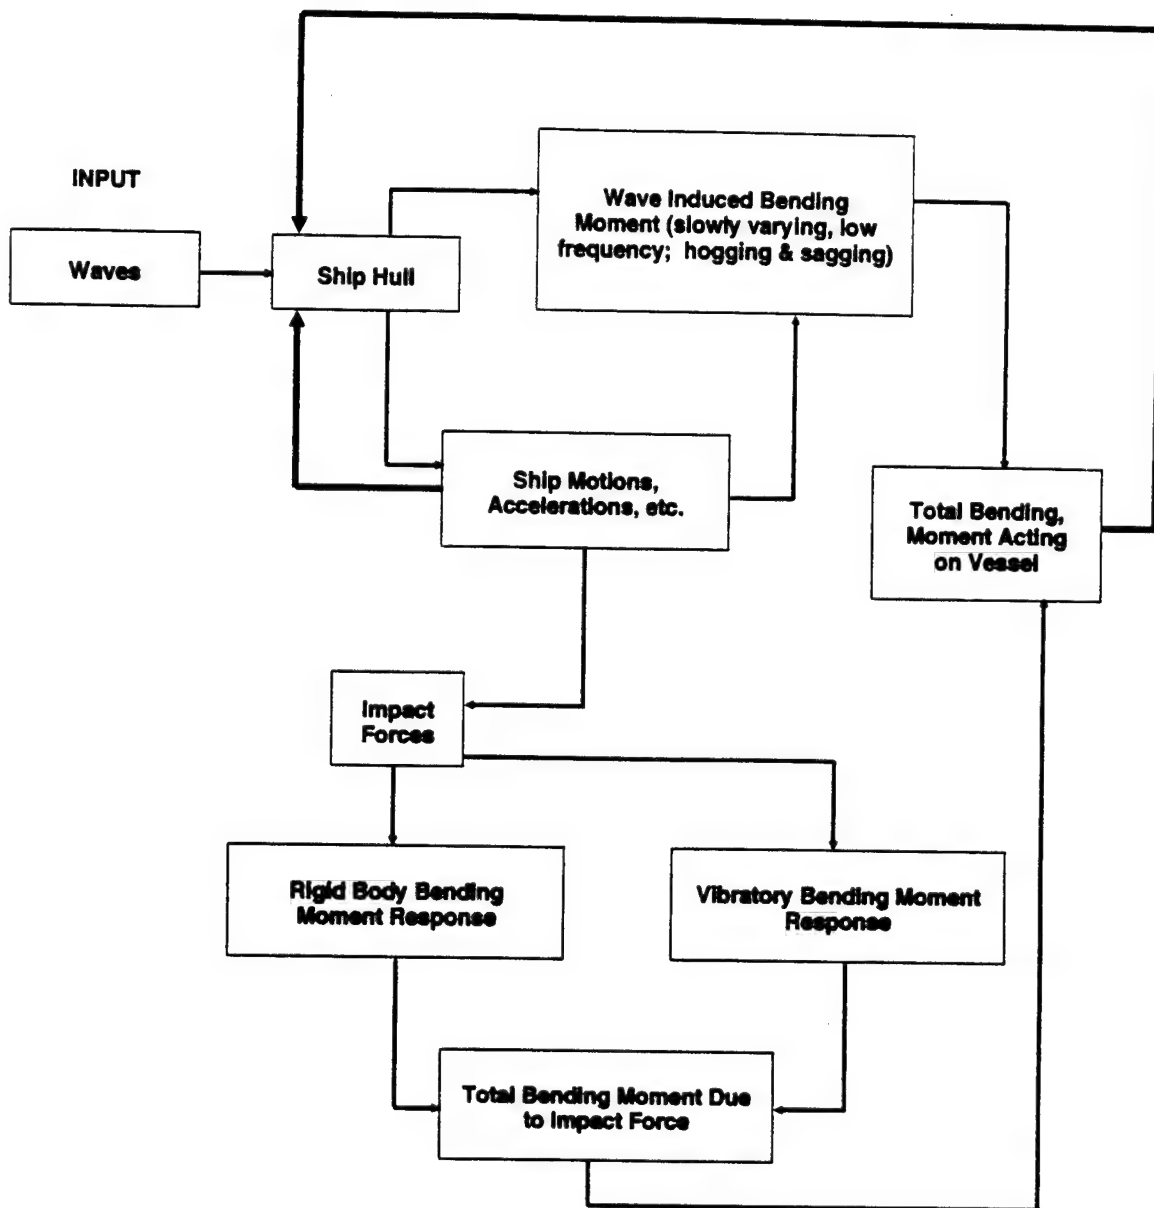 INPUT
Waves
Ship Hull
Wave Induced Bending
Moment (slowly varying, low
frequency; hogging & sagging)
Ship Motions,
Accelerations, etc.
Total Bending,
Moment Acting
on Vessel
Impact
Forces
Rigid Body Bending
Moment Response
Vibratory Bending Moment
Response
Total Bending Moment Due
to Impact Force